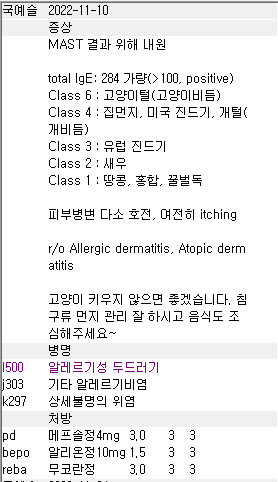 국예슬 2022-11-10
증상
MAST 결과 위해 내원
total IgE: 284 가량(>100, positive)
Class 6 : 고양이털(고양이비듬)
Class 4 : 집먼지, 미국 진드기, 개털(
개비듬)
Class 3 : 유럽 진드기
Class 2 : 새우
Class 1 : 땅콩, 홍합, 꿀벌독
피부병변 다소 호전, 여전히 itching
r/o Allergic dermatitis, Atopic derm
atitis
고양이 키우지 않으면 좋겠습니다. 침
구류 먼지 관리 잘 하시고 음식도 조
심해주세요~
병명
l500 알레르기성 두드러기
j303 기타 알레르기비염
k297 상세불명의 위염
처방
pd 메프솔정4mg 3,0 3 3
bepo 알리온정10mg 1,5 3 3
reba 무코란정 3,0 3 3